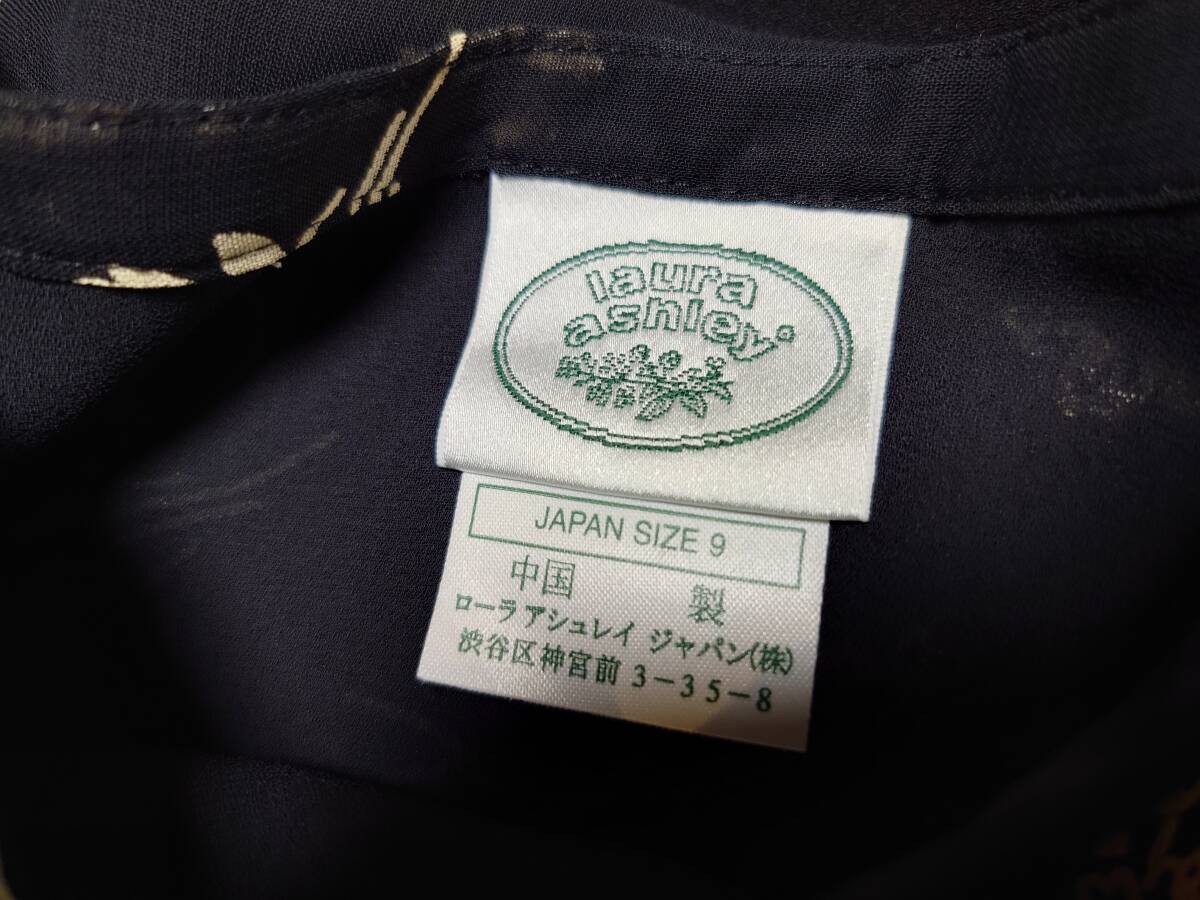 laura
ashley®
JAPAN SIZE 9
中国 製
ローラ アシュレイ ジャパン(株)
渋谷区神宮前 3-35-8